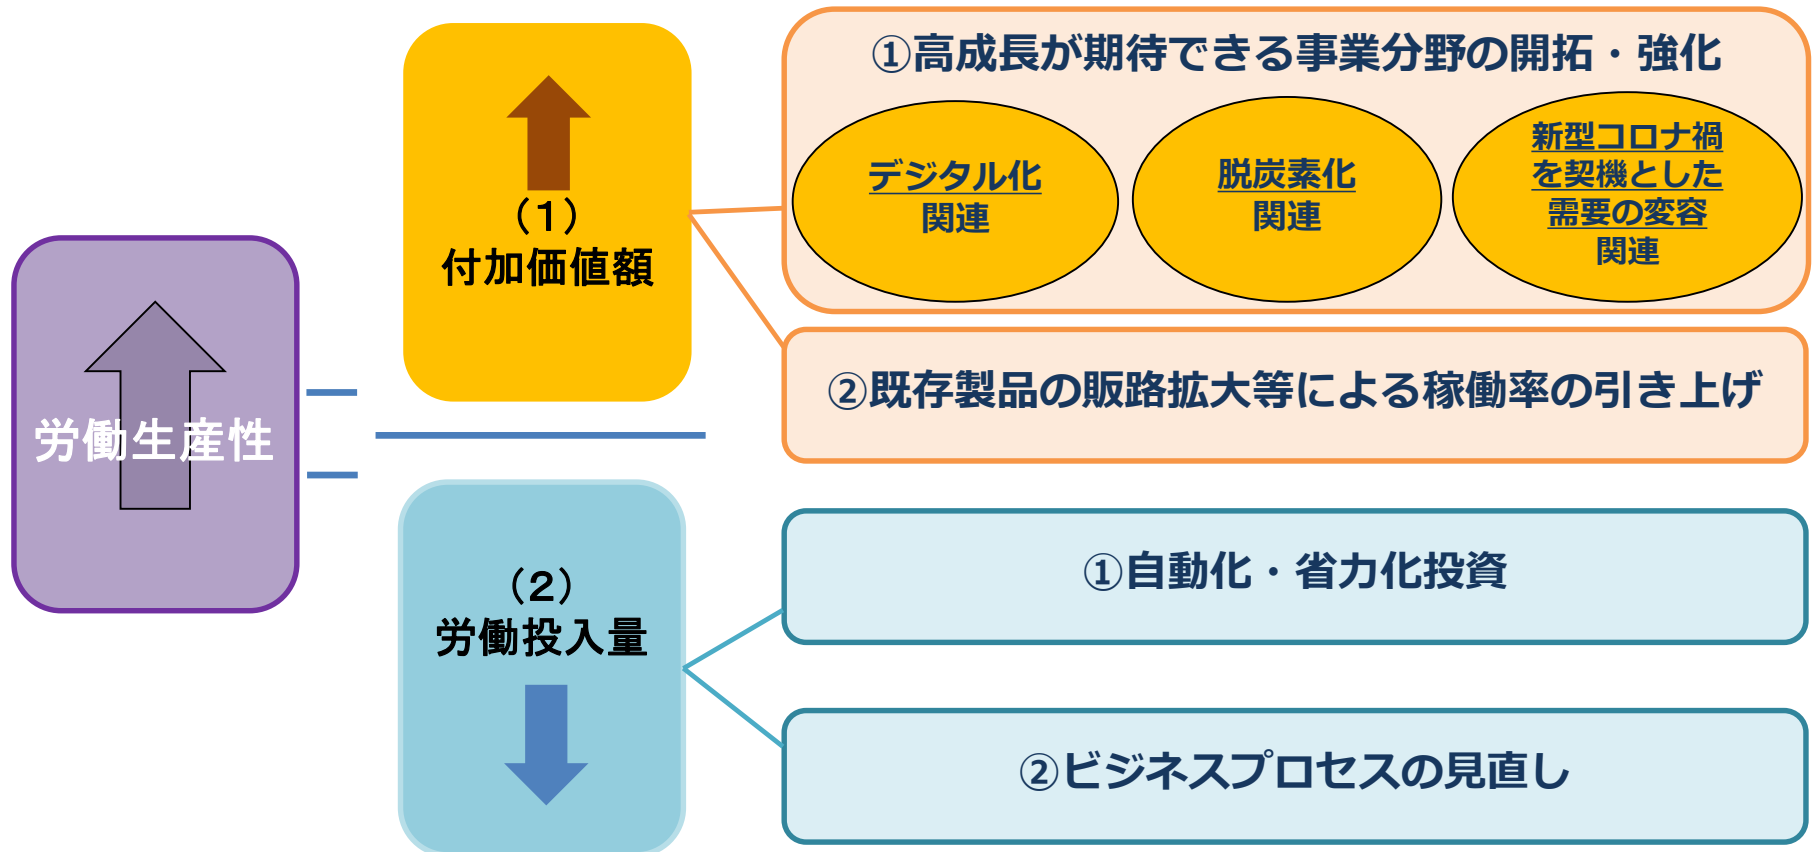 労働生産性
(1)
付加価値額
①高成長が期待できる事業分野の開拓・強化
デジタル化
関連
脱炭素化
関連
新型コロナ禍
を契機とした
需要の変容
関連
②既存製品の販路拡大等による稼働率の引き上げ
(2)
労働投入量
①自動化・省力化投資
②ビジネスプロセスの見直し